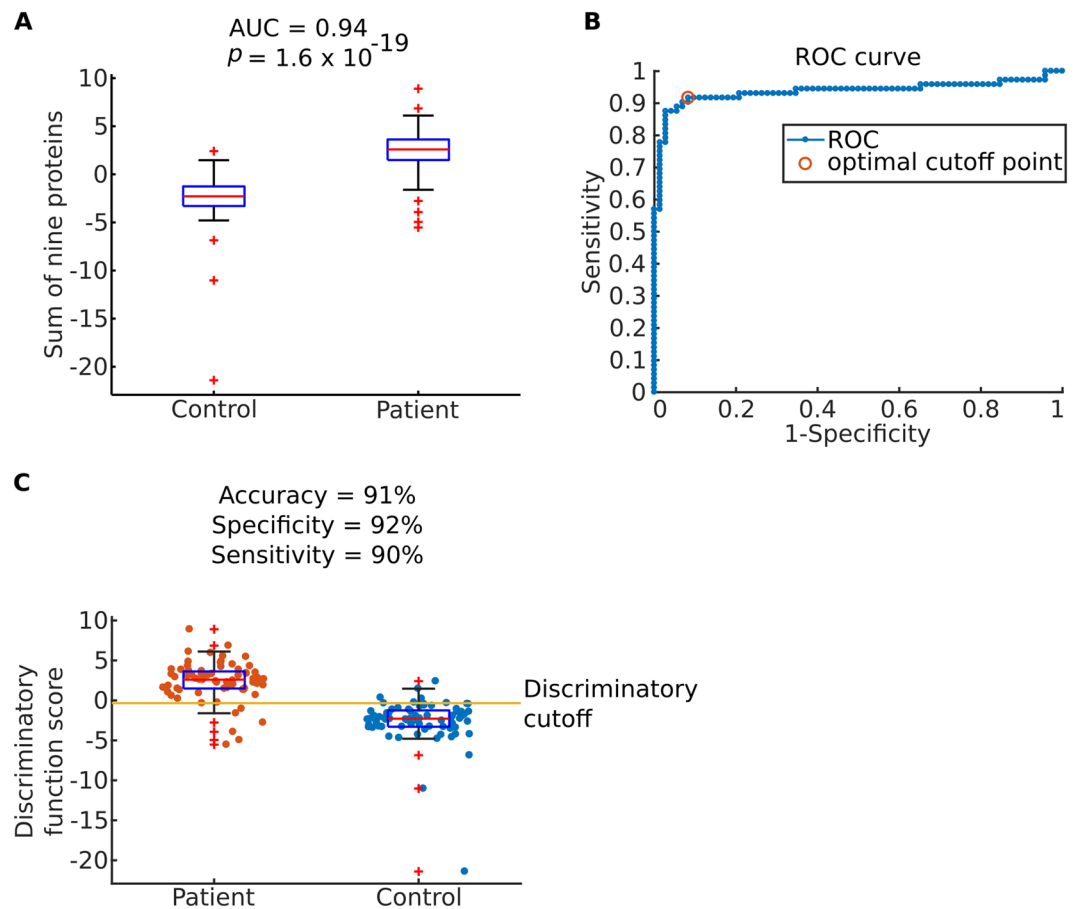 A
AUC = 0.94
p = 1.6 x 10-19
10
5
0
-5
-10
-15
-20
Sum of nine proteins
Control
Patient
B
ROC curve
1
0.9
0.8
0.7
0.6
0.5
0.4
0.3
0.2
0.1
0
Sensitivity
ROC
optimal cutoff point
0
0.2
0.4
0.6
0.8
1
1-Specificity
C
Accuracy = 91%
Specificity = 92%
Sensitivity = 90%
10
5
0
-5
-10
-15
-20
Discriminatory
function score
Discriminatory
cutoff
Patient
Control